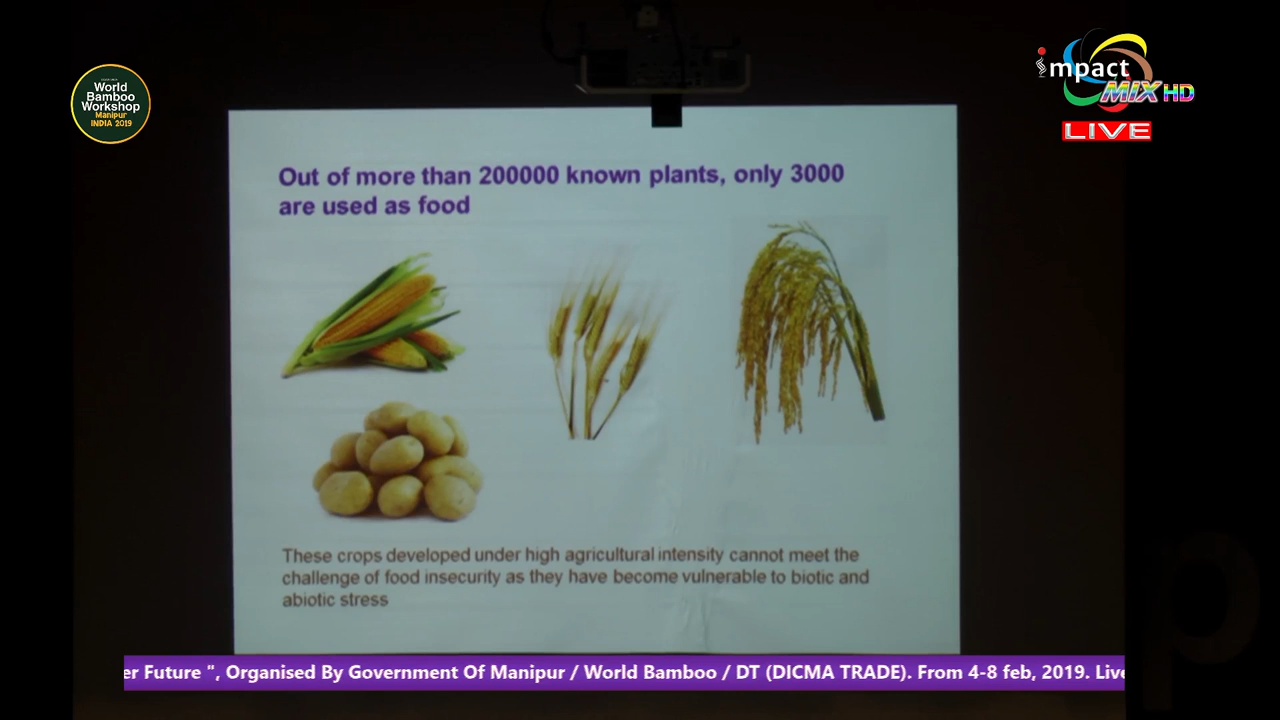 World
Bamboo
Workshop
Manipur
INDIA 2019
impact
MIX HD
LIVE
Out of more than 200000 known plants, only 3000
are used as food
These crops developed under high agricultural intensity cannot meet the
challenge of food insecurity as they have become vulnerable to biotic and
abiotic stress
er Future ", Organised By Government Of Manipur / World Bamboo / DT (DICMA TRADE). From 4-8 feb, 2019. Live